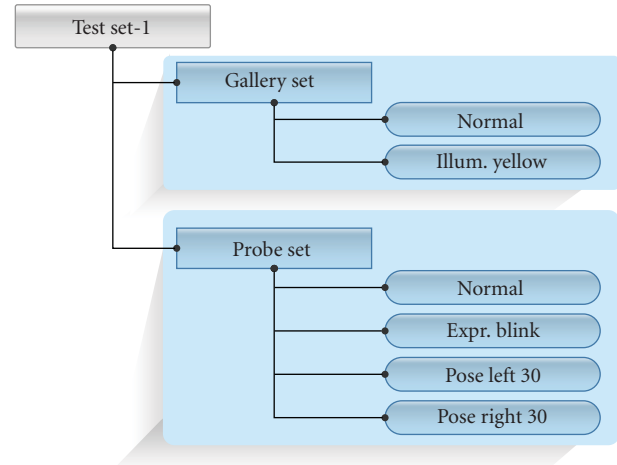 Test set-1
Gallery set
Normal
Illum. yellow
Probe set
Normal
Expr. blink
Pose left 30
Pose right 30